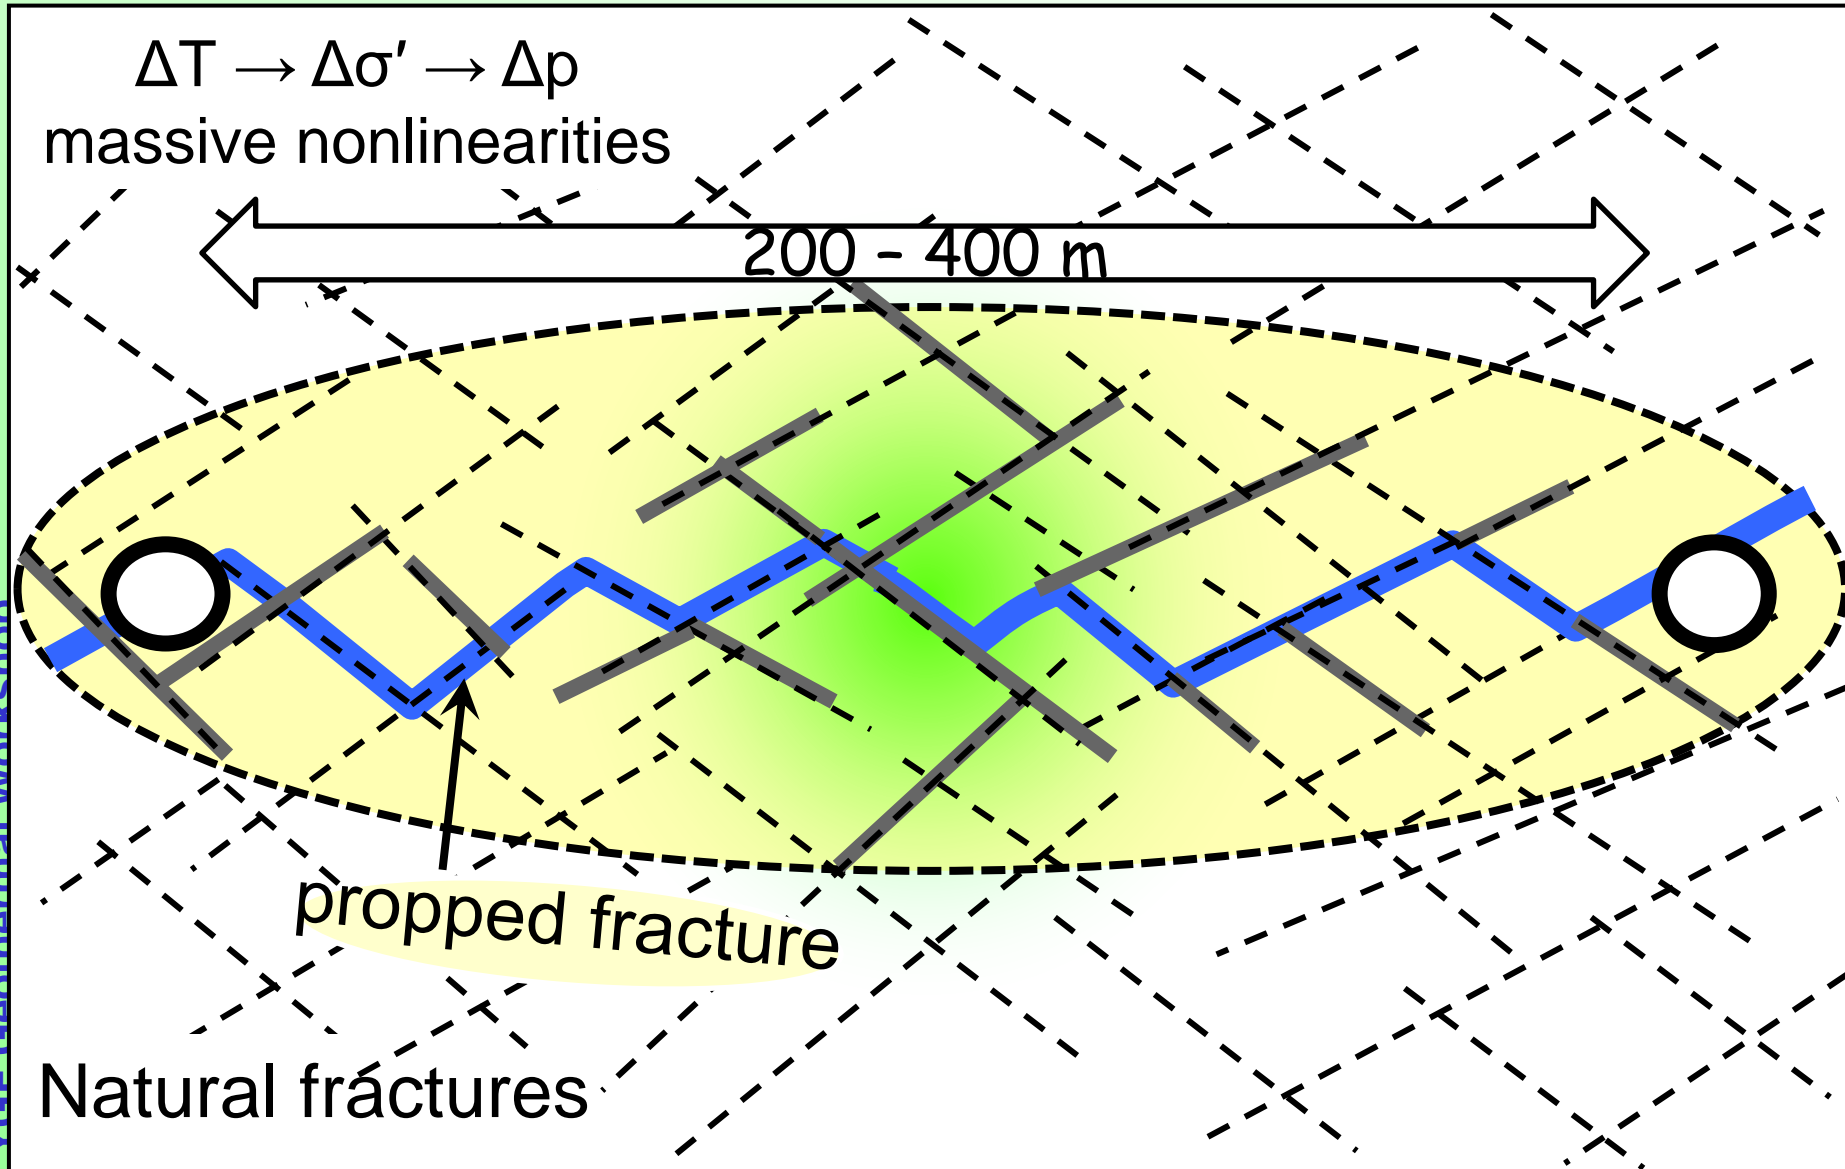 ΔT → Δσ′ → Δp
massive nonlinearities
200 - 400 m
propped fracture
Natural fractures